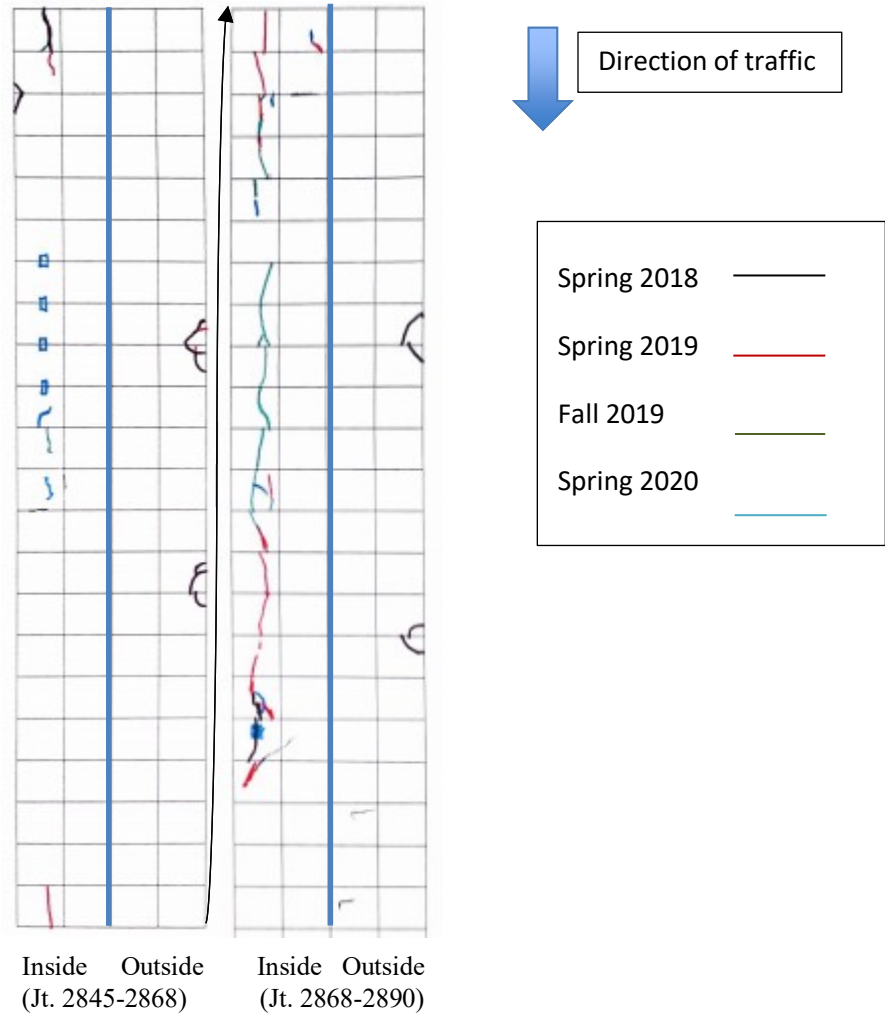 Direction of traffic
Spring 2018
Spring 2019
Fall 2019
Spring 2020
Inside Outside
(Jt. 2845-2868)
Inside Outside
(Jt. 2868-2890)